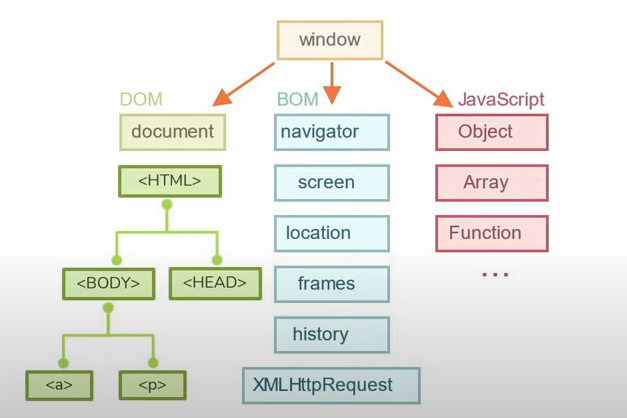 window
DOM
BOM
JavaScript
document
navigator
Object
<HTML>
screen
Array
location
Function
<BODY>
<HEAD>
frames
...
history
<a>
<p>
XMLHttpRequest